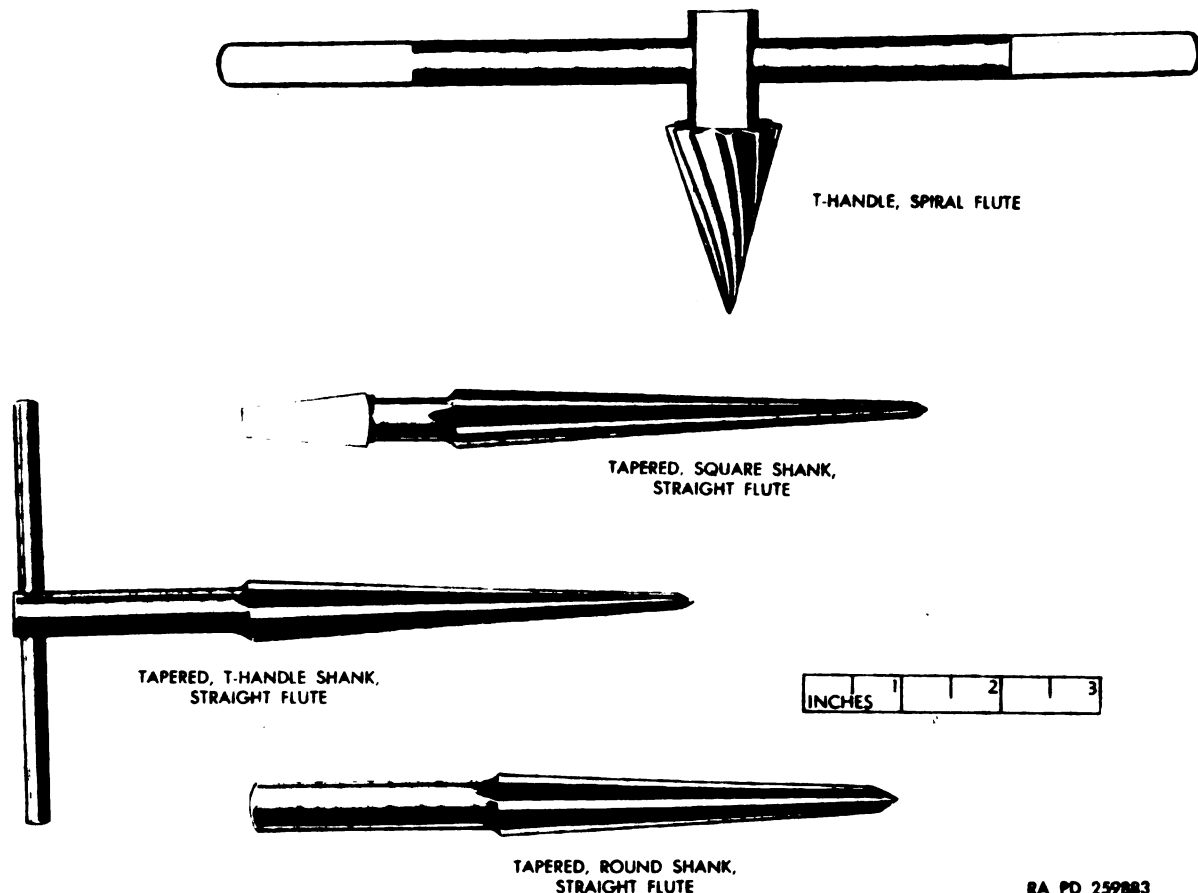 T-HANDLE, SPIRAL FLUTE
TAPERED, SQUARE SHANK,
STRAIGHT FLUTE
TAPERED, T-HANDLE SHANK,
STRAIGHT FLUTE
1 2 3
INCHES
TAPERED, ROUND SHANK,
STRAIGHT FLUTE
RA PD 259883